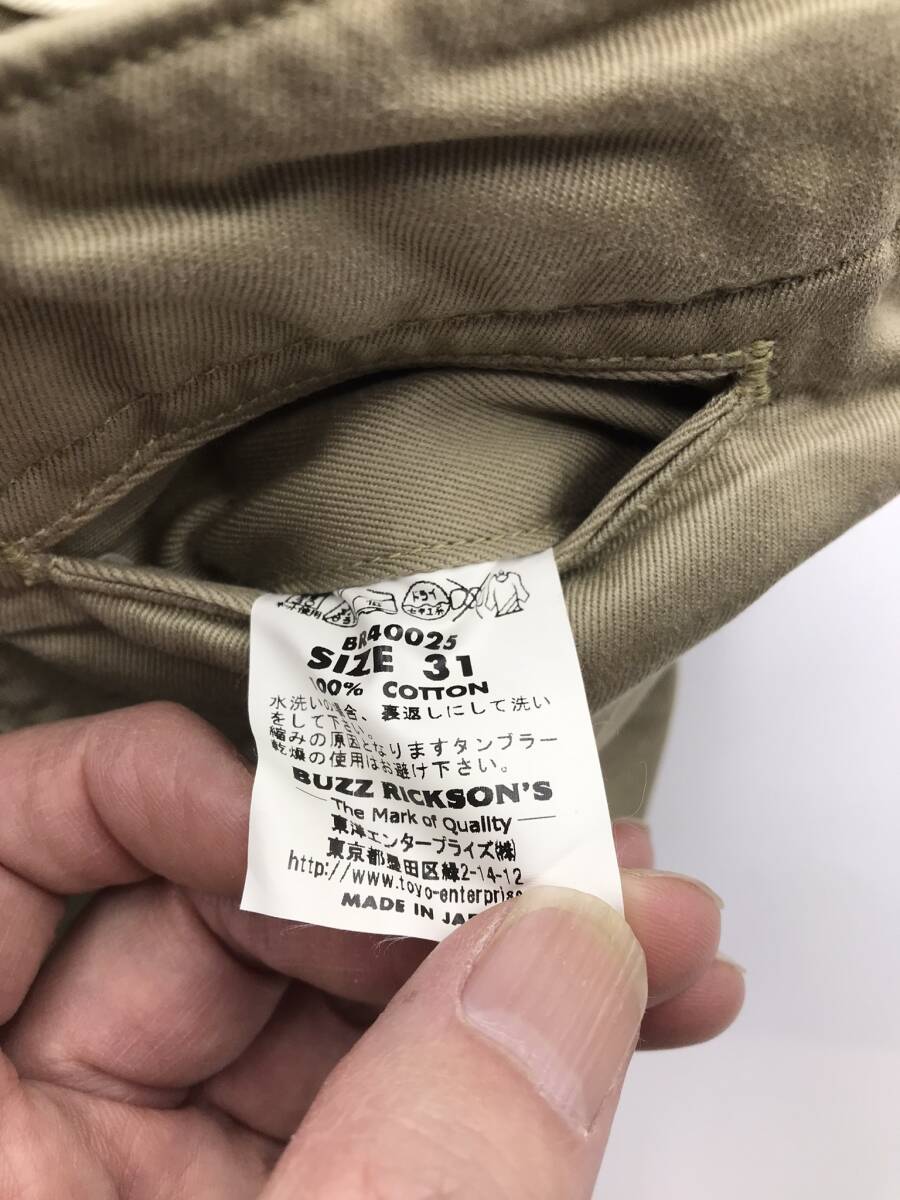 ドライ
BR40025
SIZE 31
100% COTTON
水洗いの場合、裏返しにして洗い
をして下さい。
縮みの原因となりますタンブラー
乾燥の使用はお避け下さい。
BUZZ RICKSON'S
The Mark of Quality
東洋エンタープライズ㈱
東京都墨田区緑2-14-12
http://www.toyo-enterprise
MADE IN JAP